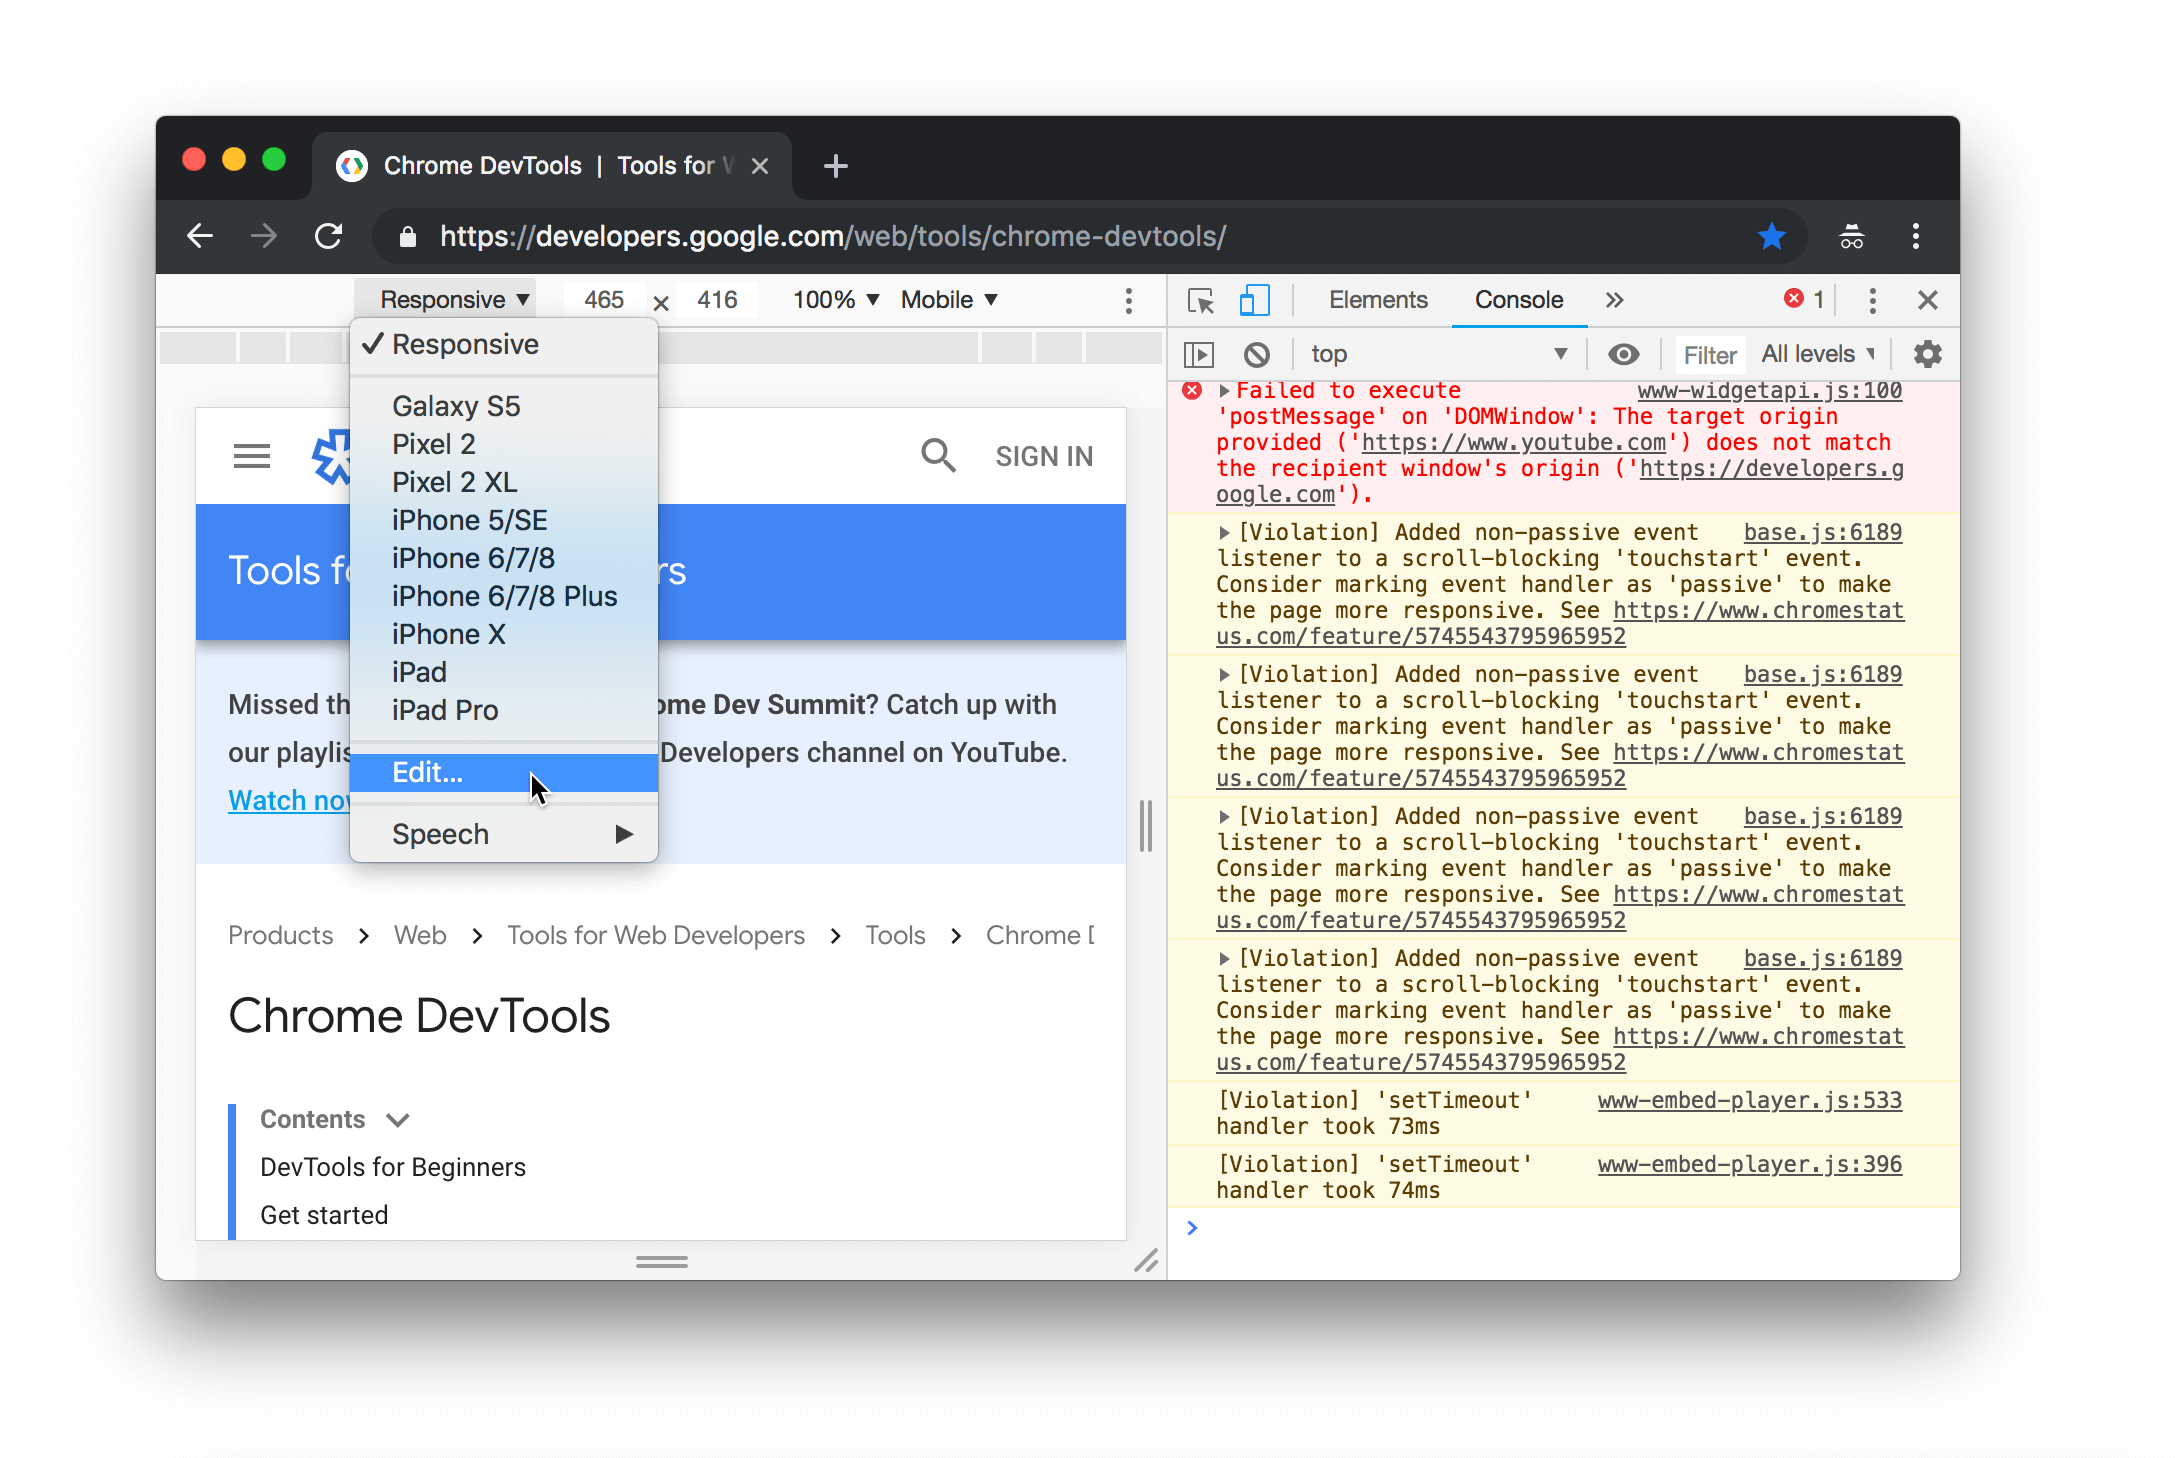 Chrome DevTools | Tools for W
https://developers.google.com/web/tools/chrome-devtools/
Responsive ▼ 465 × 416 100% ▼ Mobile ▼
✓ Responsive
Galaxy S5
Pixel 2
Pixel 2 XL
iPhone 5/SE
iPhone 6/7/8
iPhone 6/7/8 Plus
iPhone X
iPad
iPad Pro
Edit...
Speech
SIGN IN
Tools fo rs
Missed th ome Dev Summit? Catch up with
our playlis Developers channel on YouTube.
Watch now
Products > Web > Tools for Web Developers > Tools > Chrome D
Chrome DevTools
Contents
DevTools for Beginners
Get started
Elements Console » 1
top Filter All levels
Failed to execute www-widgetapi.js:100
'postMessage' on 'DOMWindow': The target origin
provided ('https://www.youtube.com') does not match
the recipient window's origin ('https://developers.g
oogle.com').
[Violation] Added non-passive event base.js:6189
listener to a scroll-blocking 'touchstart' event.
Consider marking event handler as 'passive' to make
the page more responsive. See https://www.chromestat
us.com/feature/5745543795965952
[Violation] Added non-passive event base.js:6189
listener to a scroll-blocking 'touchstart' event.
Consider marking event handler as 'passive' to make
the page more responsive. See https://www.chromestat
us.com/feature/5745543795965952
[Violation] Added non-passive event base.js:6189
listener to a scroll-blocking 'touchstart' event.
Consider marking event handler as 'passive' to make
the page more responsive. See https://www.chromestat
us.com/feature/5745543795965952
[Violation] Added non-passive event base.js:6189
listener to a scroll-blocking 'touchstart' event.
Consider marking event handler as 'passive' to make
the page more responsive. See https://www.chromestat
us.com/feature/5745543795965952
[Violation] 'setTimeout' www-embed-player.js:533
handler took 73ms
[Violation] 'setTimeout' www-embed-player.js:396
handler took 74ms